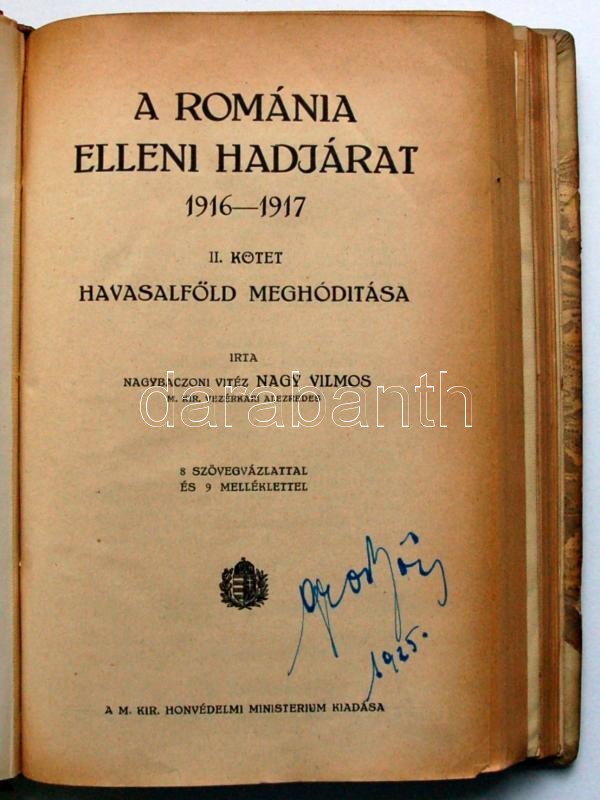 A ROMÁNIA
ELLENI HADJÁRAT
1916—1917
II. KÖTET
HAVASALFÖLD MEGHÓDITÁSA
IRTA
NAGYBACZONI VITÉZ NAGY VILMOS
M. KIR. VEZÉRKARI ALEZREDES
darabanth
8 SZÖVEGVÁZLATTAL
ÉS 9 MELLÉKLETTEL
1925.
A M. KIR. HONVÉDELMI MINISTERIUM KIADÁSA